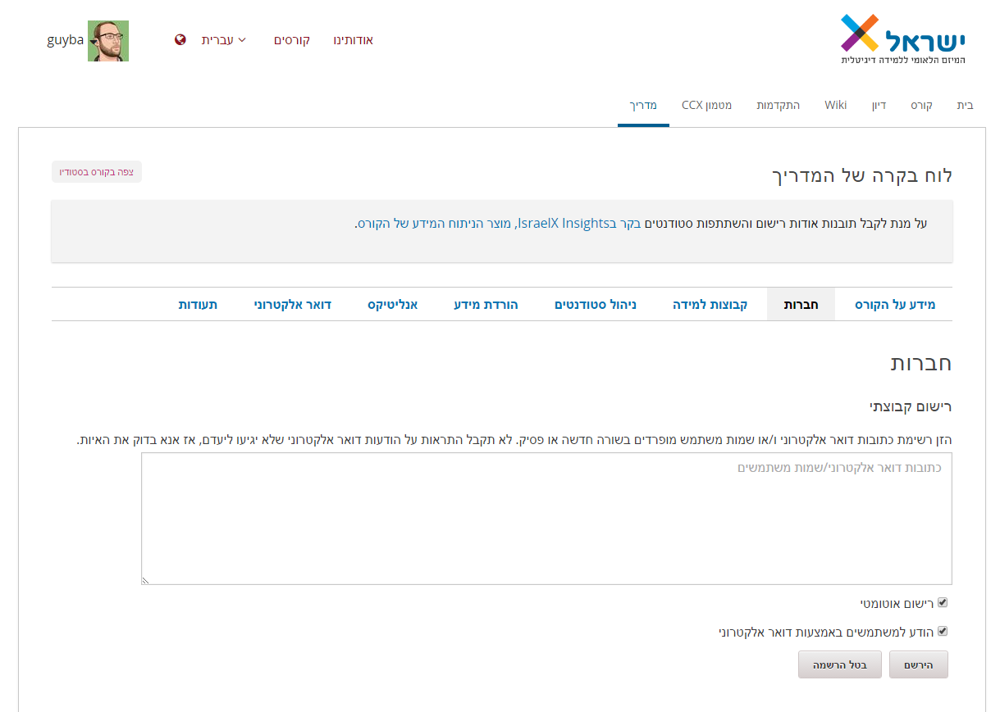 ישראל
המיזם הלאומי ללמידה דיגיטלית
אודותינו
קורסים
עברית
guyba
בית
קורס
דיון
Wiki
התקדמות
מטמון CCX
מדריך
לוח בקרה של המדריך
צפה בקורס בסטודיו
על מנת לקבל תובנות אודות רישום והשתתפות סטודנטים בקר בIsraelX Insights, מוצר הניתוח המידע של הקורס.
מידע על הקורס
חברות
קבוצות למידה
ניהול סטודנטים
הורדת מידע
אנליטיקס
דואר אלקטרוני
תעודות
חברות
רישום קבוצתי
הזן רשימת כתובות דואר אלקטרוני ו/או שמות משתמש מופרדים בשורה חדשה או פסיק. לא תקבל התראות על הודעות דואר אלקטרוני שלא יגיעו ליעדם, אז אנא בדוק את האיות.
כתובות דואר אלקטרוני/שמות משתמשים
רישום אוטומטי
הודע למשתמשים באמצעות דואר אלקטרוני
הירשם
בטל הרשמה